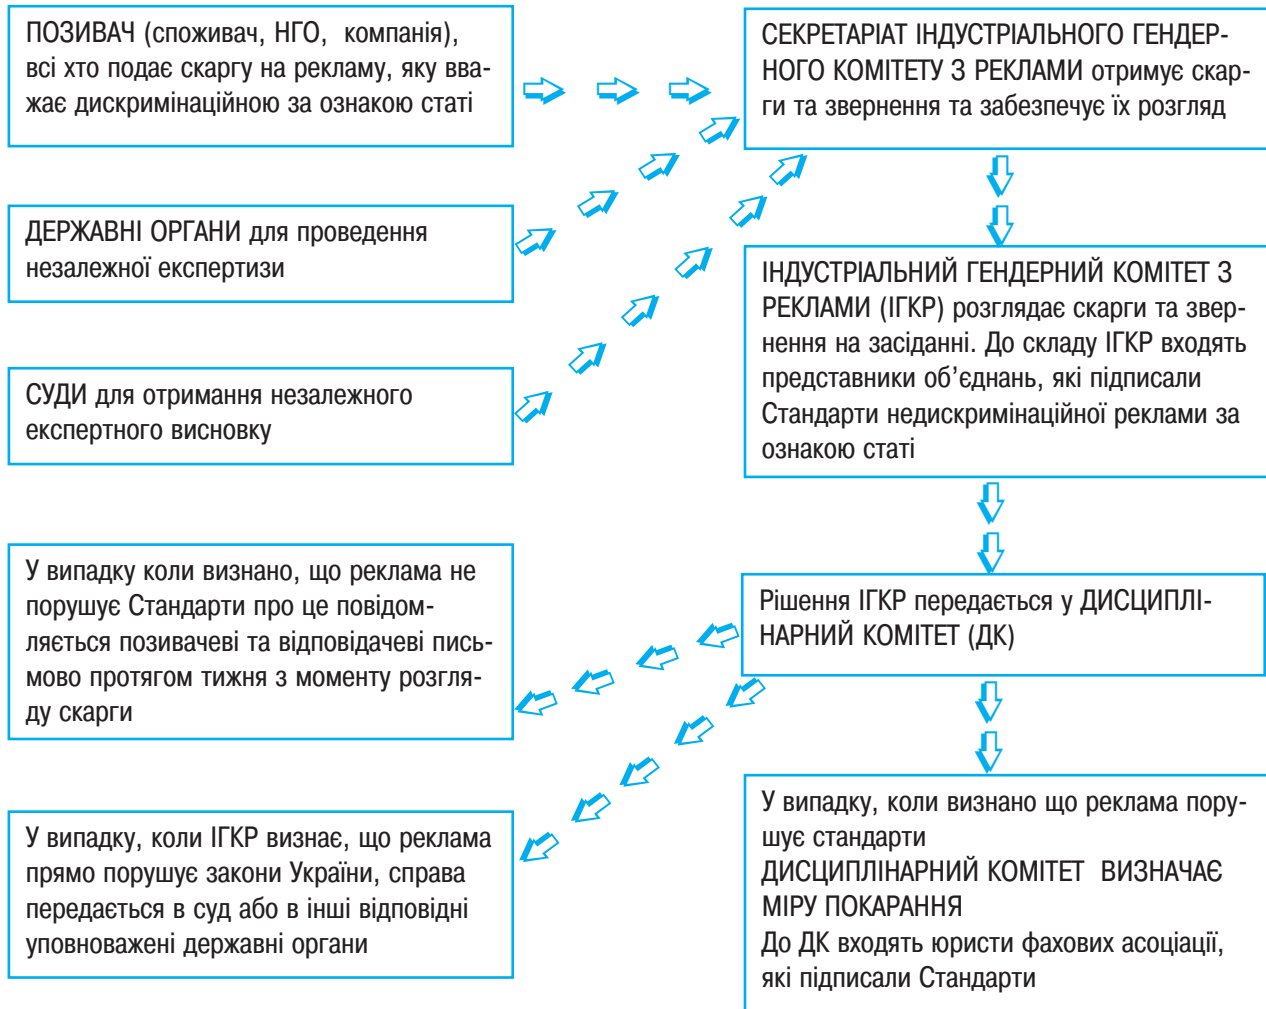 ПОЗИВАЧ (споживач, НГО, компанія),
всі хто подає скаргу на рекламу, яку вва-
жає дискримінаційною за ознакою статі
СЕКРЕТАРІАТ ІНДУСТРІАЛЬНОГО ГЕНДЕР-
НОГО КОМІТЕТУ З РЕКЛАМИ отримує скар-
ги та звернення та забезпечує їх розгляд
ДЕРЖАВНІ ОРГАНИ для проведення
незалежної експертизи
ІНДУСТРІАЛЬНИЙ ГЕНДЕРНИЙ КОМІТЕТ З
РЕКЛАМИ (ІГКР) розглядає скарги та звер-
нення на засіданні. До складу ІГКР входять
представники об’єднань, які підписали
Стандарти недискримінаційної реклами за
ознакою статі
СУДИ для отримання незалежного
експертного висновку
У випадку коли визнано, що реклама не
порушує Стандарти про це повідом-
ляється позивачеві та відповідачеві пись-
мово протягом тижня з моменту розгля-
ду скарги
Рішення ІГКР передається у ДИСЦИПЛІ-
НАРНИЙ КОМІТЕТ (ДК)
У випадку, коли ІГКР визнає, що реклама
прямо порушує закони України, справа
передається в суд або в інші відповідні
уповноважені державні органи
У випадку, коли визнано що реклама пору-
шує стандарти
ДИСЦИПЛІНАРНИЙ КОМІТЕТ ВИЗНАЧАЄ
МІРУ ПОКАРАННЯ
До ДК входять юристи фахових асоціації,
які підписали Стандарти